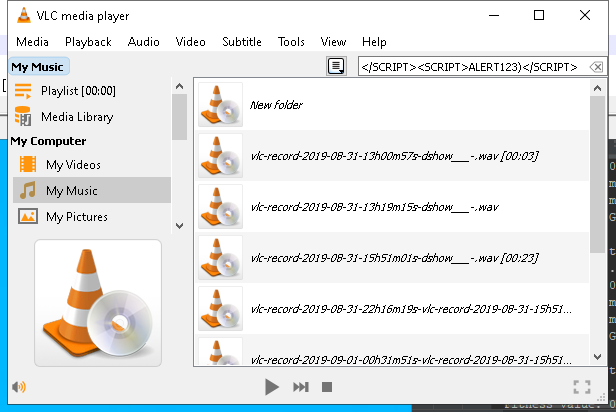 VLC media player
Media Playback Audio Video Subtitle Tools View Help
My Music
</SCRIPT><SCRIPT>ALERT123)</SCRIPT>
Playlist [00:00]
Media Library
My Computer
My Videos
My Music
My Pictures
New folder
vlc-record-2019-08-31-13h00m57s-dshow___-.wav [00:03]
vlc-record-2019-08-31-13h19m15s-dshow___-.wav
vlc-record-2019-08-31-15h51m01s-dshow___-.wav [00:23]
vlc-record-2019-08-31-22h16m19s-vlc-record-2019-08-31-15h51...
vlc-record-2019-09-01-00h31m51s-vlc-record-2019-08-31-15h51...
fitness value: